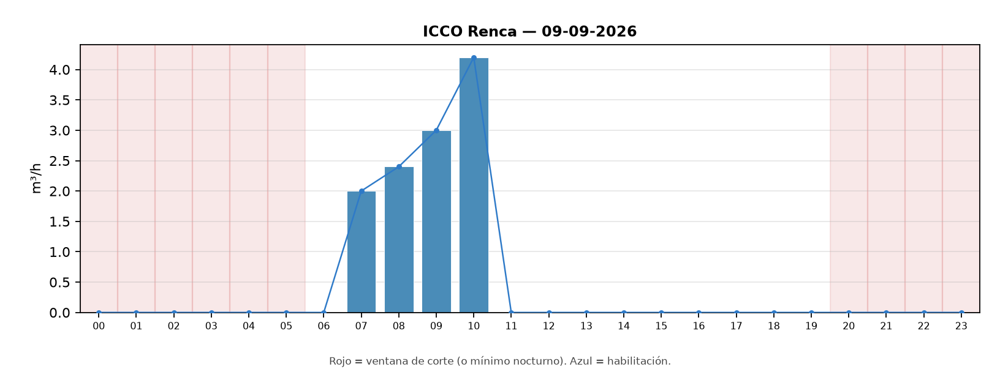 ICCO Renca — 09-09-2026
m³/h
4.0
3.5
3.0
2.5
2.0
1.5
1.0
0.5
0.0
00 01 02 03 04 05 06 07 08 09 10 11 12 13 14 15 16 17 18 19 20 21 22 23
Rojo = ventana de corte (o mínimo nocturno). Azul = habilitación.